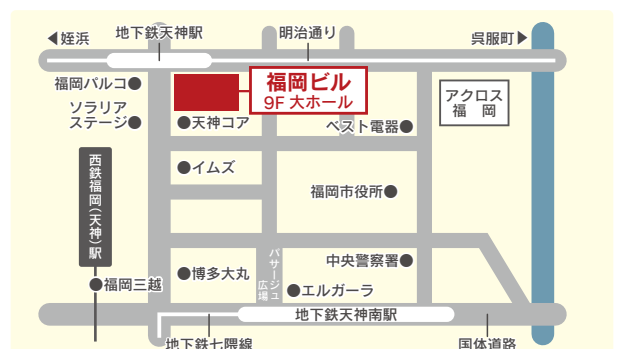 ◀姪浜
地下鉄天神駅
明治通り
呉服町▶
福岡パルコ●
福岡ビル
9F 大ホール
アクロス
福 岡
ソラリア
ステージ●
●天神コア
ベスト電器●
西鉄福岡(天神)駅
●イムズ
福岡市役所●
パサージュ
広場
中央警察署●
●博多大丸
●福岡三越
●エルガーラ
地下鉄天神南駅
地下鉄七隈線
国体道路